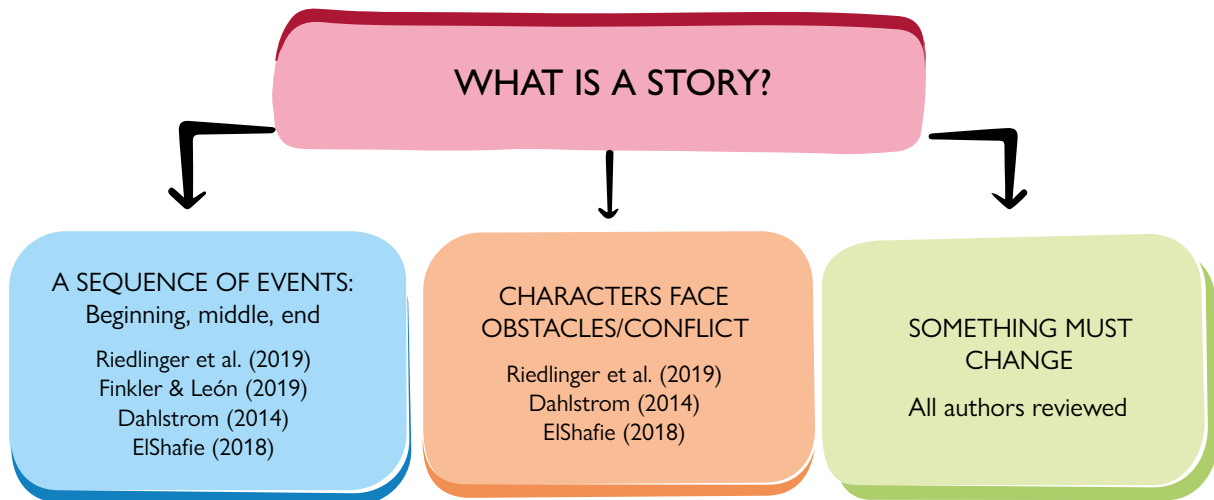 WHAT IS A STORY?
A SEQUENCE OF EVENTS:
Beginning, middle, end
Riedlinger et al. (2019)
Finkler & León (2019)
Dahlstrom (2014)
ElShafie (2018)
CHARACTERS FACE
OBSTACLES/CONFLICT
Riedlinger et al. (2019)
Dahlstrom (2014)
ElShafie (2018)
SOMETHING MUST
CHANGE
All authors reviewed